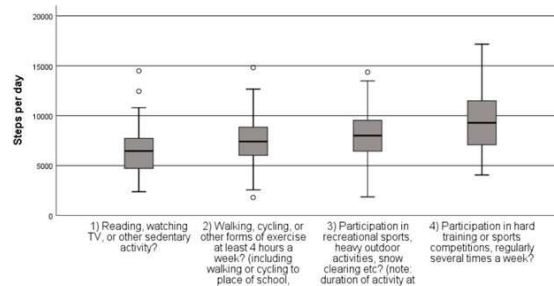 20000
15000
10000
5000
0
Steps per day
1) Reading, watching
TV, or other sedentary
activity?
2) Walking, cycling, or
other forms of exercise
at least 4 hours a
week? (including
walking or cycling to
place of school,
3) Participation in
recreational sports,
heavy outdoor
activities, snow
clearing etc? (note:
duration of activity at
4) Participation in hard
training or sports
competitions, regularly
several times a week?